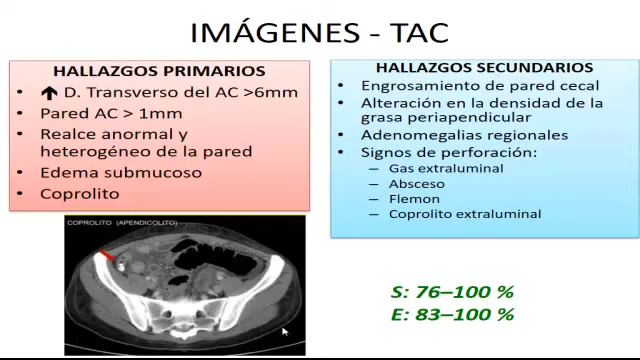 IMÁGENES - TAC
HALLAZGOS PRIMARIOS
• 🡅 D. Transverso del AC >6mm
• Pared AC > 1mm
• Realce anormal y
heterogéneo de la pared
• Edema submucoso
• Coprolito
HALLAZGOS SECUNDARIOS
• Engrosamiento de pared cecal
• Alteración en la densidad de la
grasa periapendicular
• Adenomegalias regionales
• Signos de perforación:
– Gas extraluminal
– Absceso
– Flemon
– Coprolito extraluminal
COPROLITO (APENDICOLITO)
S: 76–100 %
E: 83–100 %